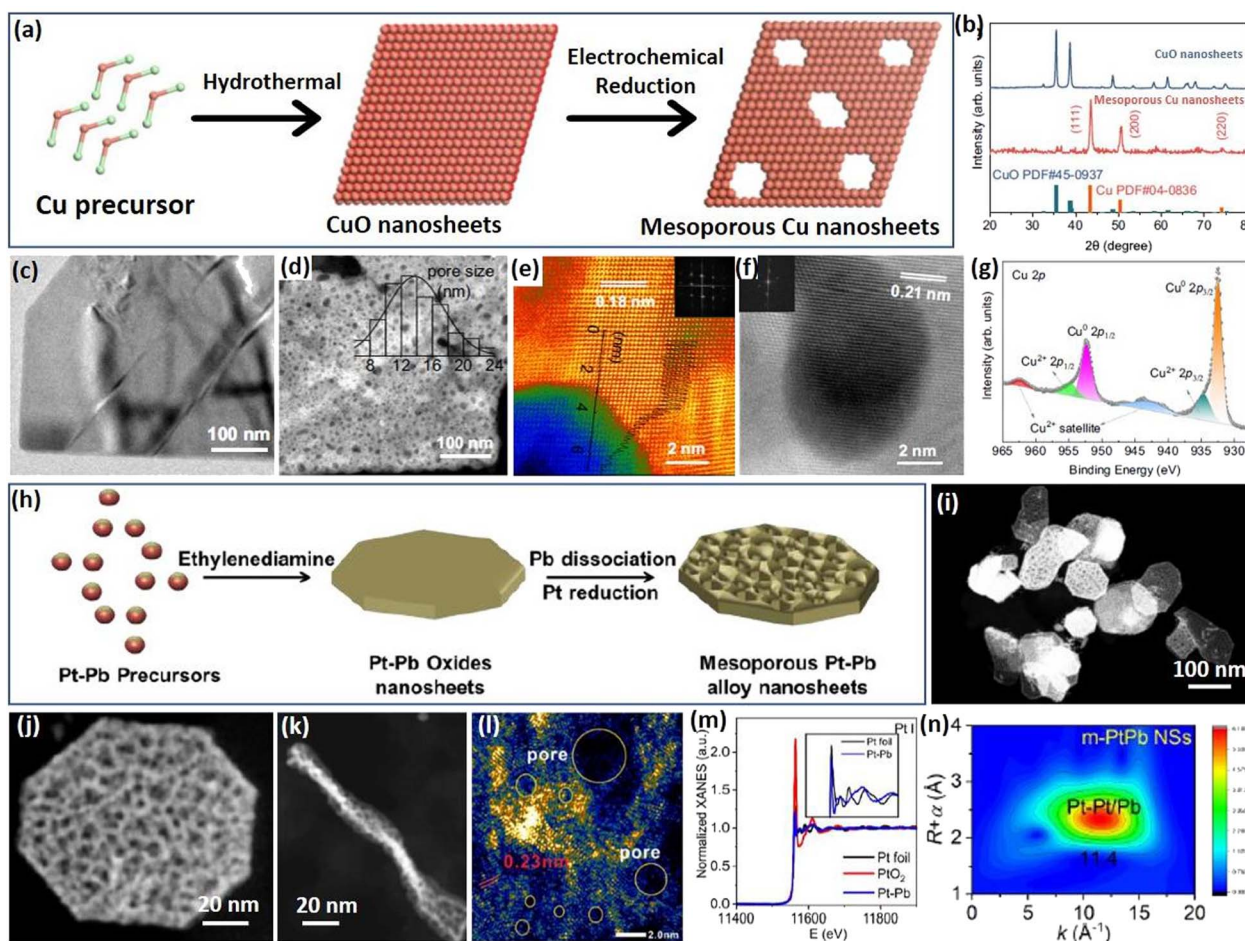 (a)
Hydrothermal
Electrochemical
Reduction
Cu precursor
CuO nanosheets
Mesoporous Cu nanosheets
(b)
Intensity (arb. units)
CuO nanosheets
Mesoporous Cu nanosheets
(111)
(200)
(220)
CuO PDF#45-0937
Cu PDF#04-0836
20 30 40 50 60 70 80
2θ (degree)
(c)
100 nm
(d)
pore size
(nm)
8 12 16 20 24
100 nm
(e)
0.18 nm
0 2 4 6
(nm)
2 nm
(f)
0.21 nm
2 nm
(g)
Cu 2p
Intensity (arb. units)
Cu⁰ 2p₃/₂
Cu⁰ 2p₁/₂
Cu²⁺ 2p₁/₂
Cu²⁺ 2p₃/₂
Cu²⁺ satellite
965 960 955 950 945 940 935 930
Binding Energy (eV)
(h)
Ethylenediamine
Pb dissociation
Pt reduction
Pt-Pb Precursors
Pt-Pb Oxides
nanosheets
Mesoporous Pt-Pb
alloy nanosheets
(i)
100 nm
(j)
20 nm
(k)
20 nm
(l)
pore
pore
0.23nm
2.0nm
(m)
Normalized XANES (a.u.)
2.5
2.0
1.5
1.0
0.5
0.0
Pt foil
Pt-Pb
Pt foil
PtO₂
Pt-Pb
11400 11600 11800
E (eV)
(n)
m-PtPb NSs
Pt-Pt/Pb
11.4
R+α (Å)
4
3
2
1
0 5 10 15 20
k (Å⁻¹)